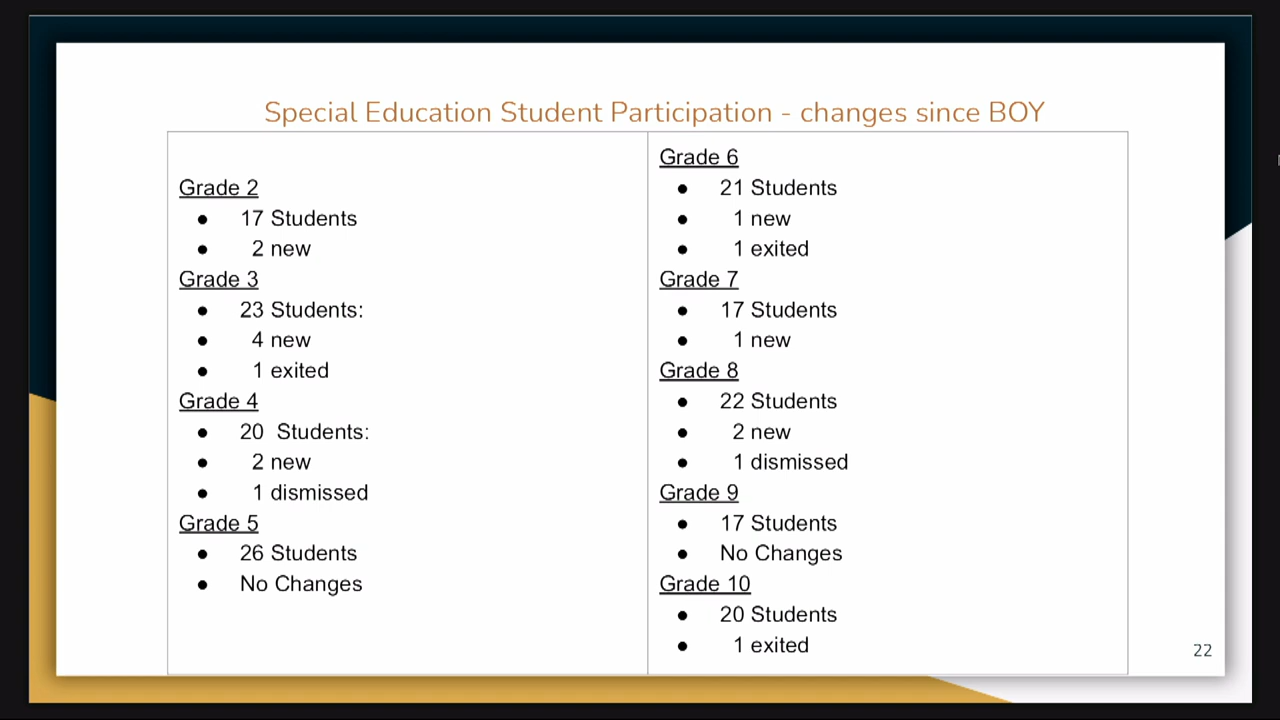 Special Education Student Participation - changes since BOY
Grade 2
● 17 Students
● 2 new
Grade 3
● 23 Students:
● 4 new
● 1 exited
Grade 4
● 20 Students:
● 2 new
● 1 dismissed
Grade 5
● 26 Students
● No Changes
Grade 6
● 21 Students
● 1 new
● 1 exited
Grade 7
● 17 Students
● 1 new
Grade 8
● 22 Students
● 2 new
● 1 dismissed
Grade 9
● 17 Students
● No Changes
Grade 10
● 20 Students
● 1 exited
22